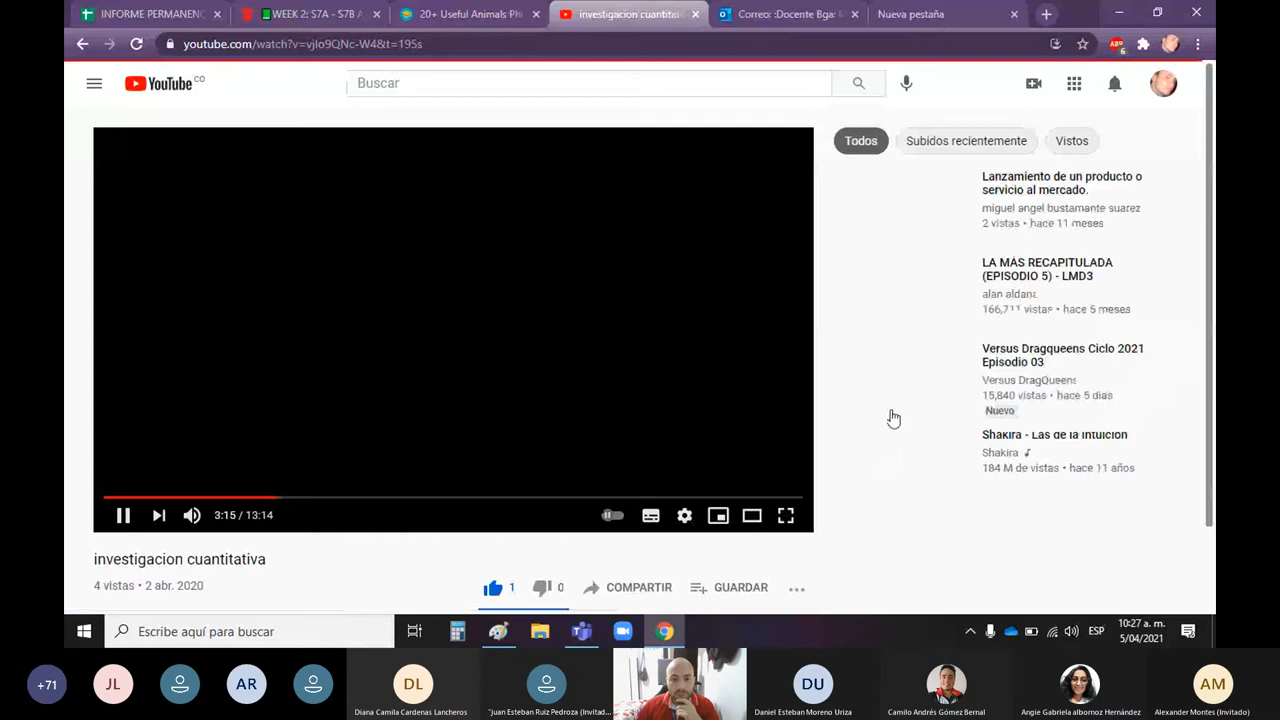 INFORME PERMANENC
WEEK 2: S7A - S7B A
20+ Useful Animals Ph
investigacion cuantitat
Correo: :Docente Bga: M
Nueva pestaña
youtube.com/watch?v=vjIo9QNc-W4&t=195s
ABP
6
YouTube CO
Buscar
Todos
Subidos recientemente
Vistos
Lanzamiento de un producto o
servicio al mercado.
miguel angel bustamante suarez
2 vistas • hace 11 meses
LA MÁS RECAPITULADA
(EPISODIO 5) - LMD3
alan aldana
166,711 vistas • hace 6 meses
Versus Dragqueens Ciclo 2021
Episodio 03
Versus DragQueens
15,840 vistas • hace 5 días
Nuevo
Shakira - Las de la Intuición
Shakira
184 M de vistas • hace 11 años
3:15 / 13:14
investigacion cuantitativa
4 vistas • 2 abr. 2020
1
0
COMPARTIR
GUARDAR
Escribe aquí para buscar
ESP
10:27 a. m.
5/04/2021
+71
JL
AR
DL
DU
AM
Diana Camila Cardenas Lancheros
"juan Esteban Ruiz Pedroza (Invitad...
Daniel Esteban Moreno Uriza
Camilo Andrés Gómez Bernal
Angie Gabriela albornoz Hernández
Alexander Montes (Invitado)